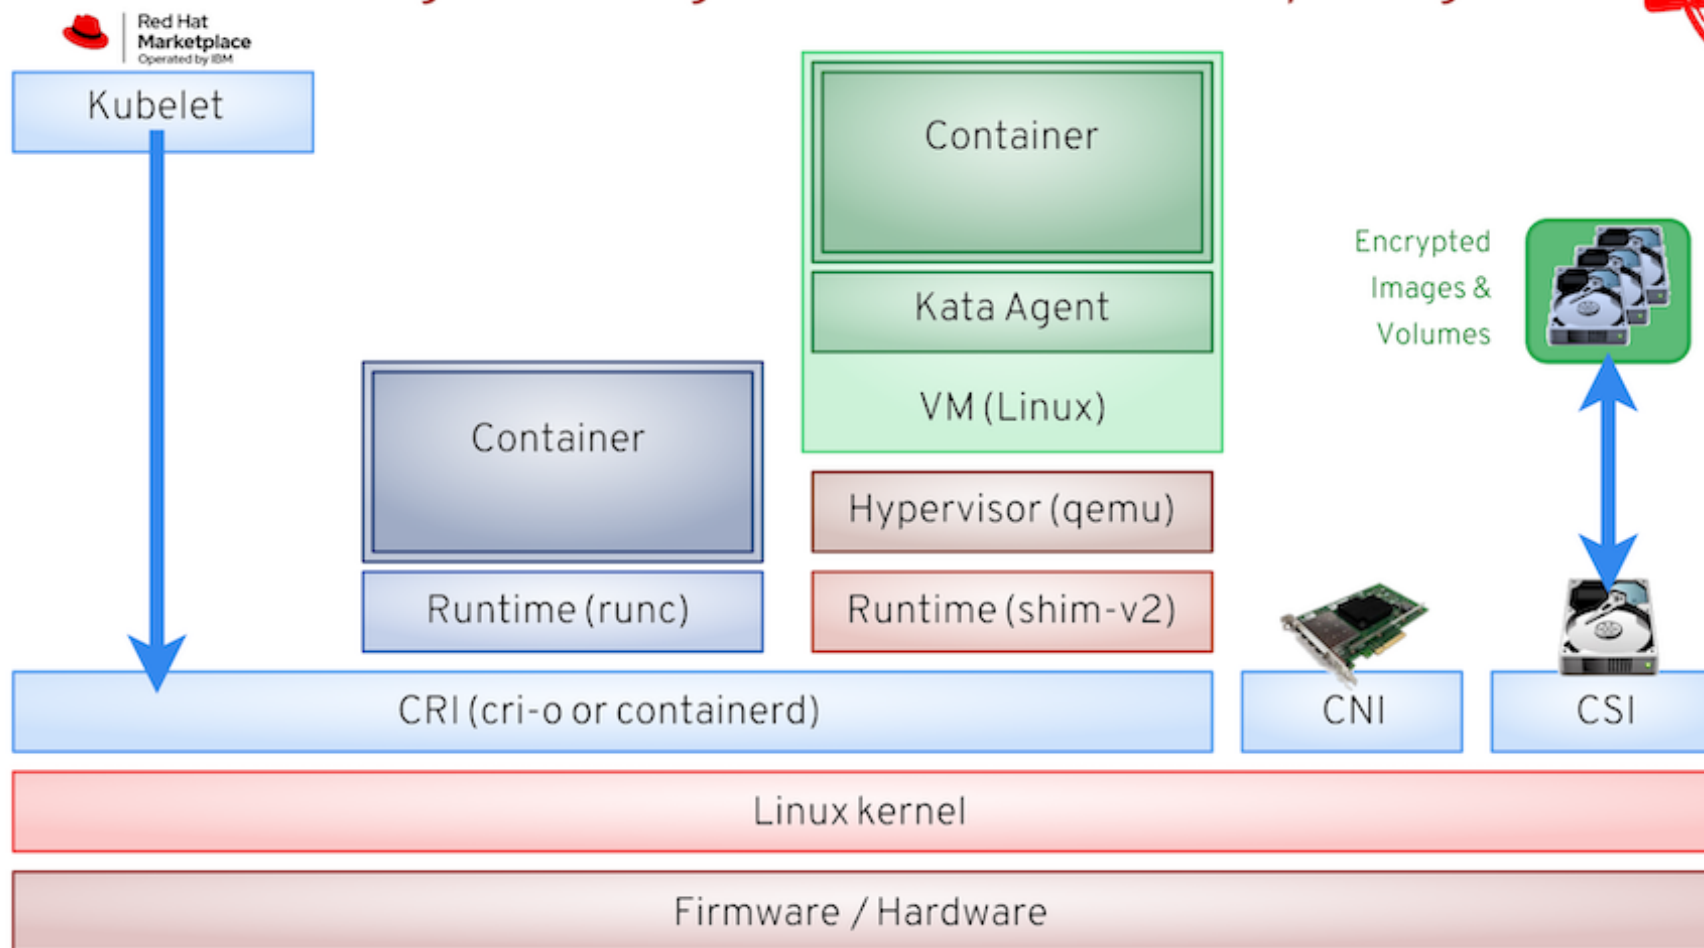 Red Hat
Marketplace
Operated by IBM
Kubelet
Container
Kata Agent
VM (Linux)
Encrypted
Images &
Volumes
Container
Hypervisor (qemu)
Runtime (runc)
Runtime (shim-v2)
CRI (cri-o or containerd)
CNI
CSI
Linux kernel
Firmware / Hardware